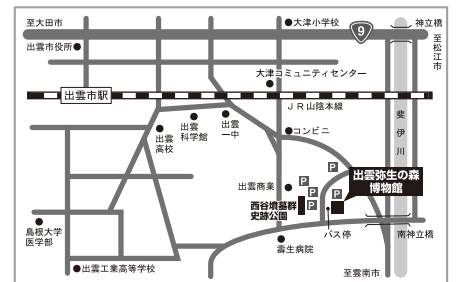 至大田市
大津小学校
9
神立橋
至松江市
出雲市役所
大津コミュニティセンター
出雲市駅
JR山陰本線
斐伊川
出雲高校
出雲科学館
出雲一中
コンビニ
P
出雲商業
P
P
P
P
出雲弥生の森
博物館
西谷墳墓群
史跡公園
バス停
島根大学
医学部
寿生病院
南神立橋
出雲工業高等学校
至雲南市